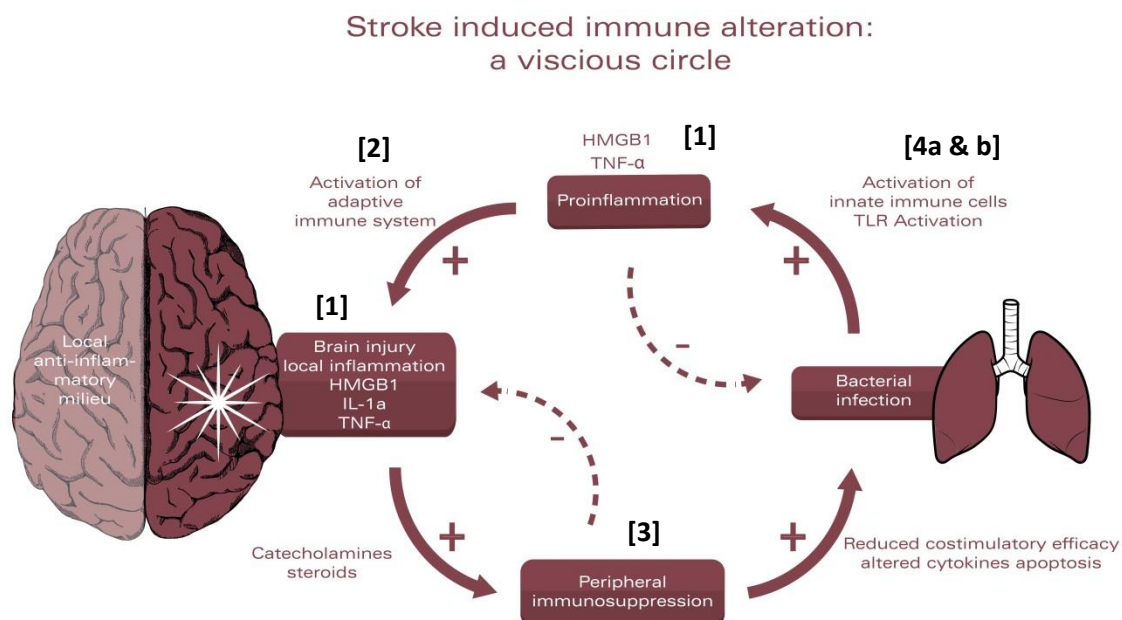 Stroke induced immune alteration:
a viscious circle
[2]
Activation of
adaptive
immune system
HMGB1
TNF-α
[1]
Proinflammation
[4a & b]
Activation of
innate immune cells
TLR Activation
+
+
Local
anti-inflam-
matory
milieu
[1]
Brain injury
local inflammation
HMGB1
IL-1a
TNF-α
–
–
Bacterial
infection
Catecholamines
steroids
+
[3]
Peripheral
immunosuppression
+
Reduced costimulatory efficacy
altered cytokines apoptosis